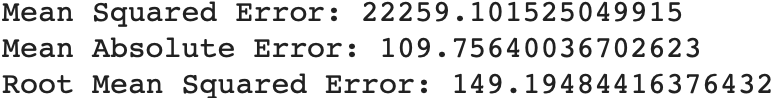 Mean Squared Error: 22259.101525049915
Mean Absolute Error: 109.75640036702623
Root Mean Squared Error: 149.19484416376432